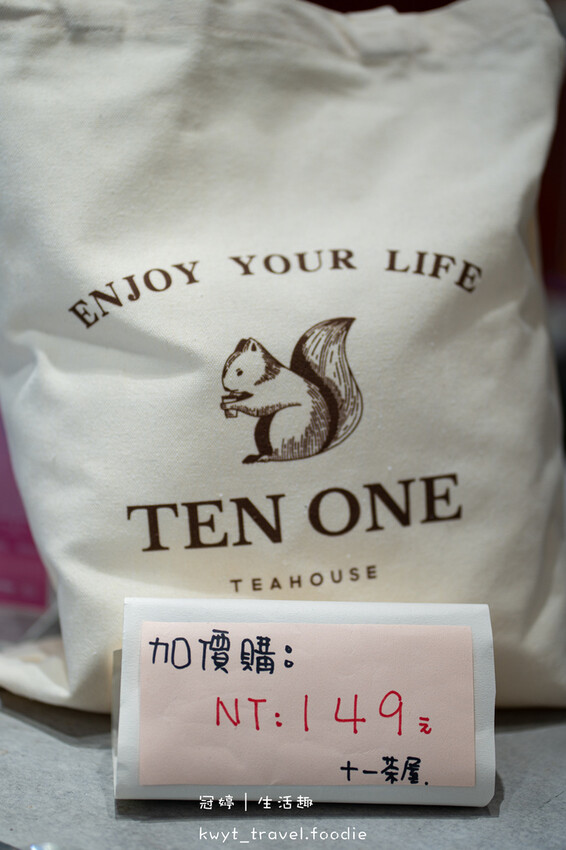 ENJOY YOUR LIFE
TEN ONE
TEAHOUSE
加價購:
NT:149元
十一茶屋.
冠婷|生活趣
kwyt_travel.foodie